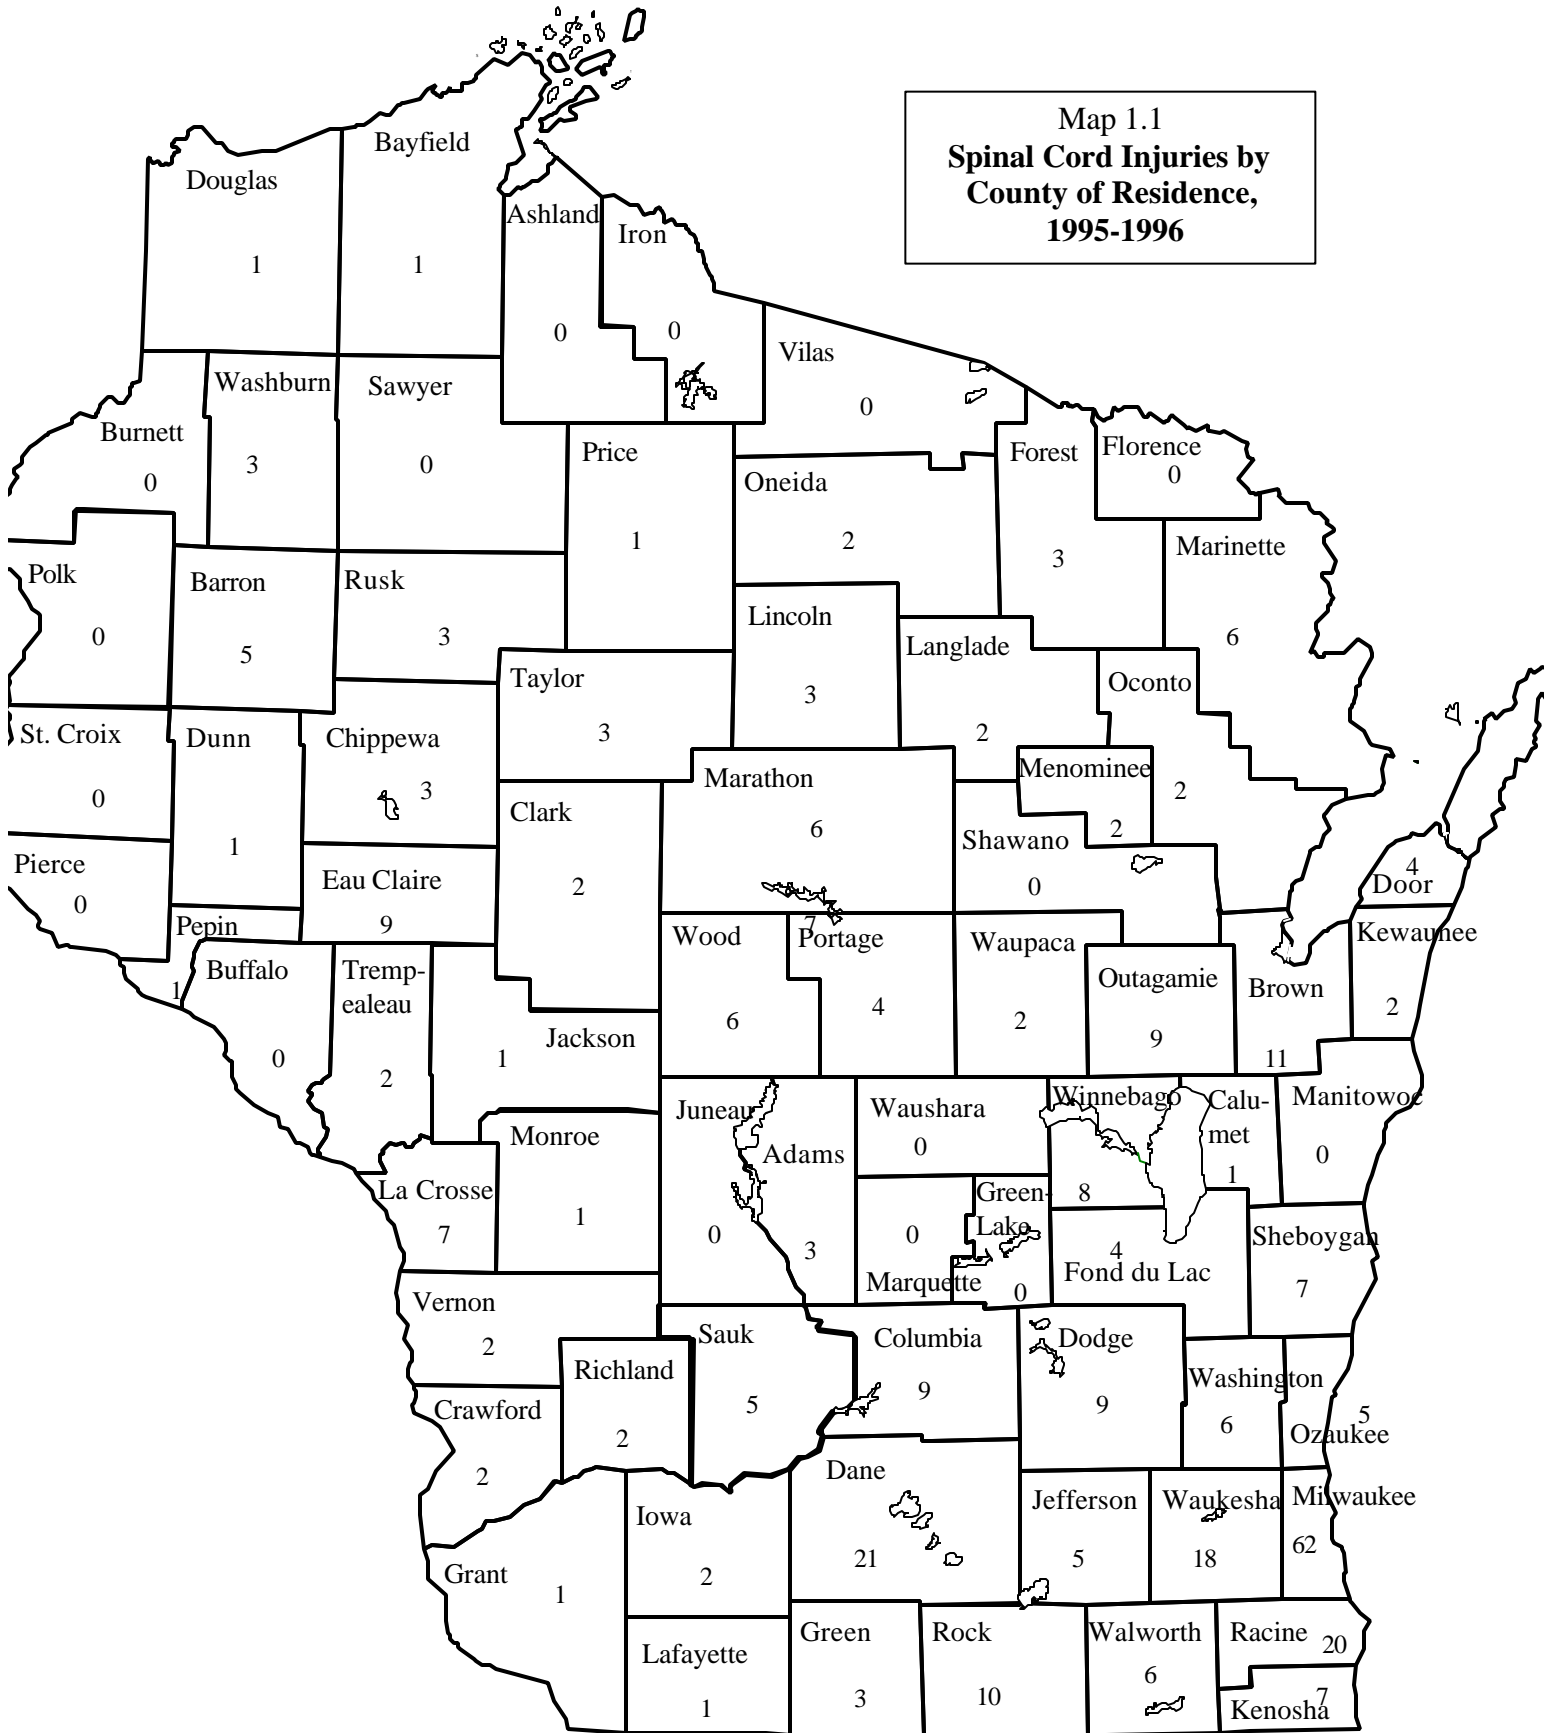 Map 1.1
Spinal Cord Injuries by
County of Residence,
1995-1996
Bayfield
1
Douglas
1
Ashland
0
Iron
0
Vilas
0
Washburn
3
Sawyer
0
Burnett
0
Price
1
Oneida
2
Forest
3
Florence
0
Marinette
6
Polk
0
Barron
5
Rusk
3
Lincoln
3
Langlade
2
Taylor
3
Oconto
2
St. Croix
0
Dunn
1
Chippewa
3
Marathon
6
Menominee
2
Clark
2
Shawano
0
Pierce
0
Eau Claire
9
Door
4
Pepin
1
Wood
6
7
Portage
4
Waupaca
2
Kewaunee
2
Buffalo
0
Tremp-
ealeau
2
Outagamie
9
Brown
11
Jackson
1
Juneau
0
Waushara
0
Winnebago
8
Calu-
met
1
Manitowoc
0
Monroe
1
Adams
3
La Crosse
7
Green-
Lake
0
0
Marquette
4
Fond du Lac
Sheboygan
7
Vernon
2
Sauk
5
Columbia
9
Dodge
9
Richland
2
Washington
6
5
Ozaukee
Crawford
2
Dane
21
Jefferson
5
Waukesha
18
Milwaukee
62
Iowa
2
Grant
1
Lafayette
1
Green
3
Rock
10
Walworth
6
Racine
20
Kenosha
7